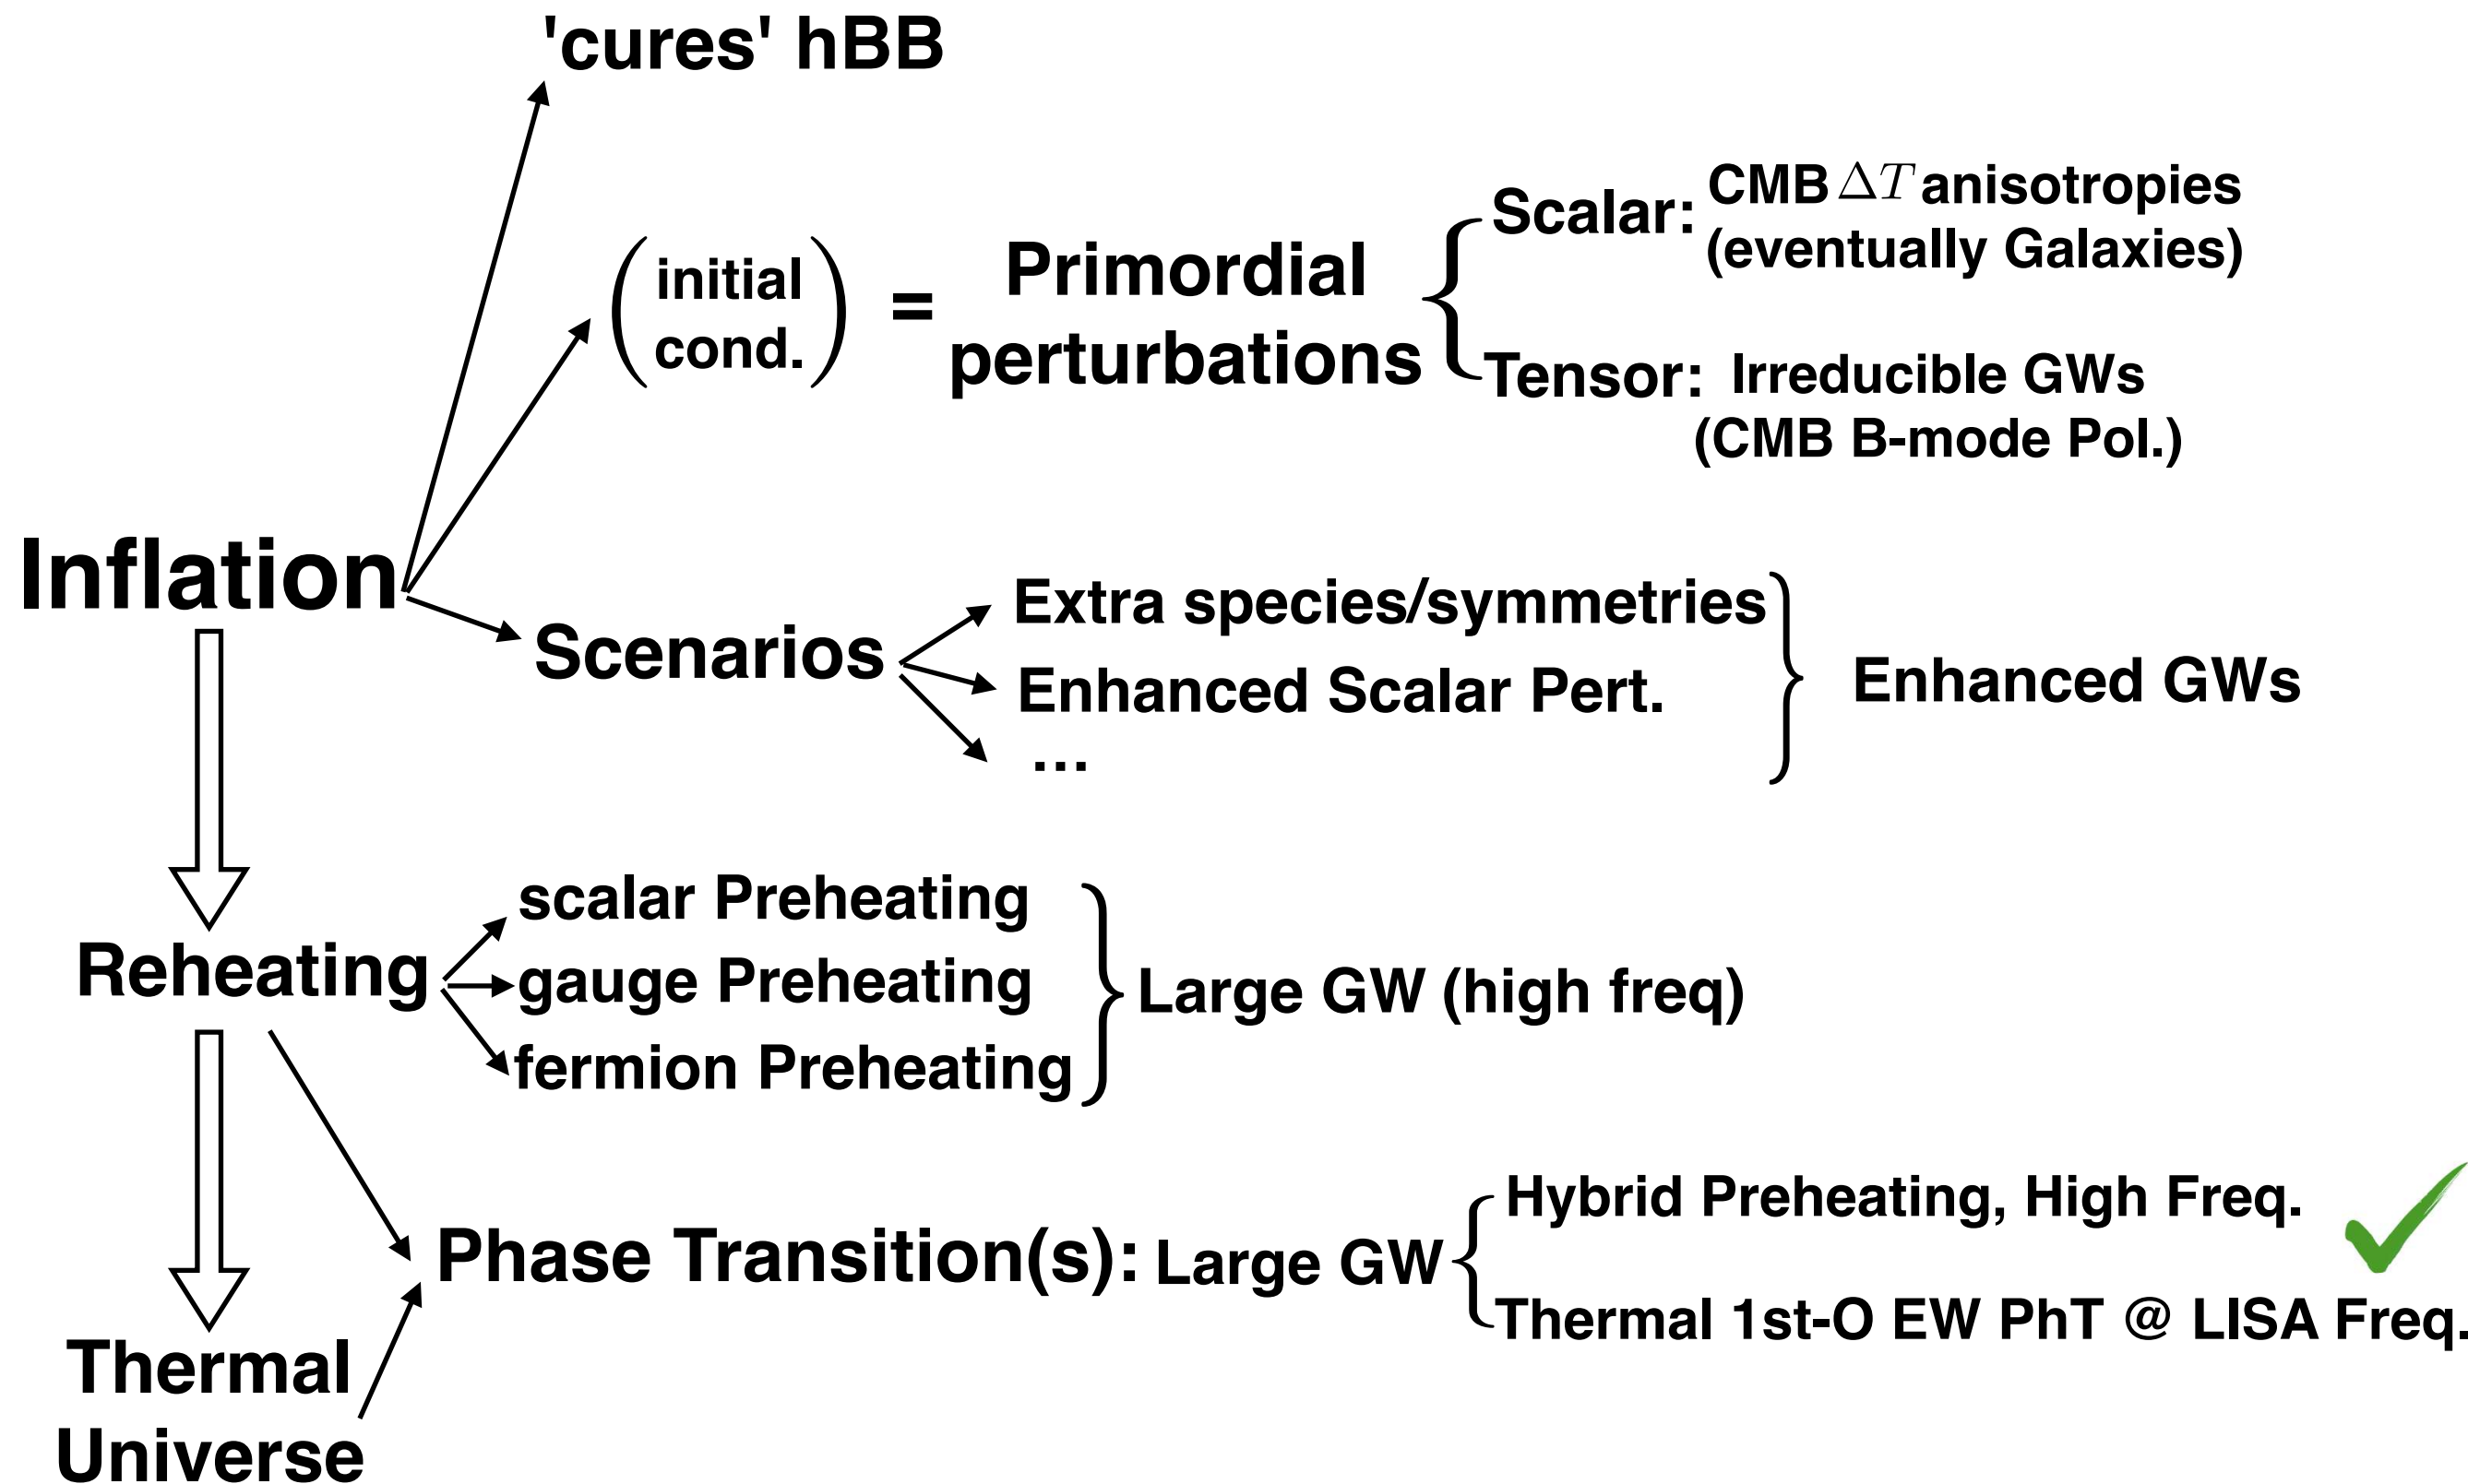 'cures' hBB
initial
cond.
=
Primordial
perturbations
Scalar:
CMB ΔT anisotropies
(eventually Galaxies)
Tensor: Irreducible GWs
(CMB B-mode Pol.)
Inflation
Scenarios
Extra species/symmetries
Enhanced Scalar Pert.
...
Enhanced GWs
Reheating
scalar Preheating
gauge Preheating
fermion Preheating
Large GW (high freq)
Phase Transition(s): Large GW
Hybrid Preheating, High Freq.
Thermal 1st-O EW PhT @ LISA Freq.
Thermal
Universe